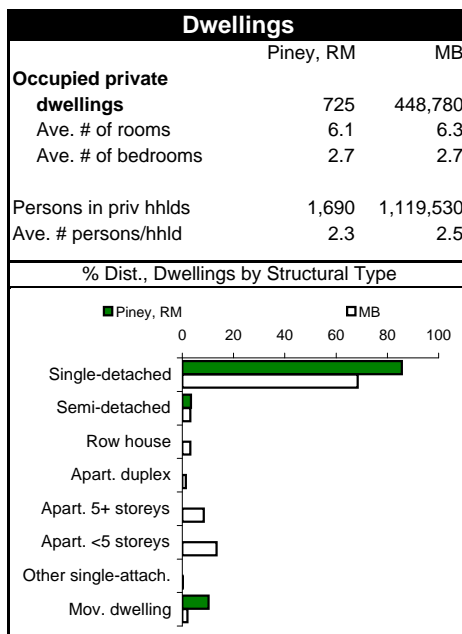 Dwellings
Piney, RM MB
Occupied private
dwellings 725 448,780
Ave. # of rooms 6.1 6.3
Ave. # of bedrooms 2.7 2.7
Persons in priv hhlds 1,690 1,119,530
Ave. # persons/hhld 2.3 2.5
% Dist., Dwellings by Structural Type
Piney, RM MB
0 20 40 60 80 100
Single-detached
Semi-detached
Row house
Apart. duplex
Apart. 5+ storeys
Apart. <5 storeys
Other single-attach.
Mov. dwelling